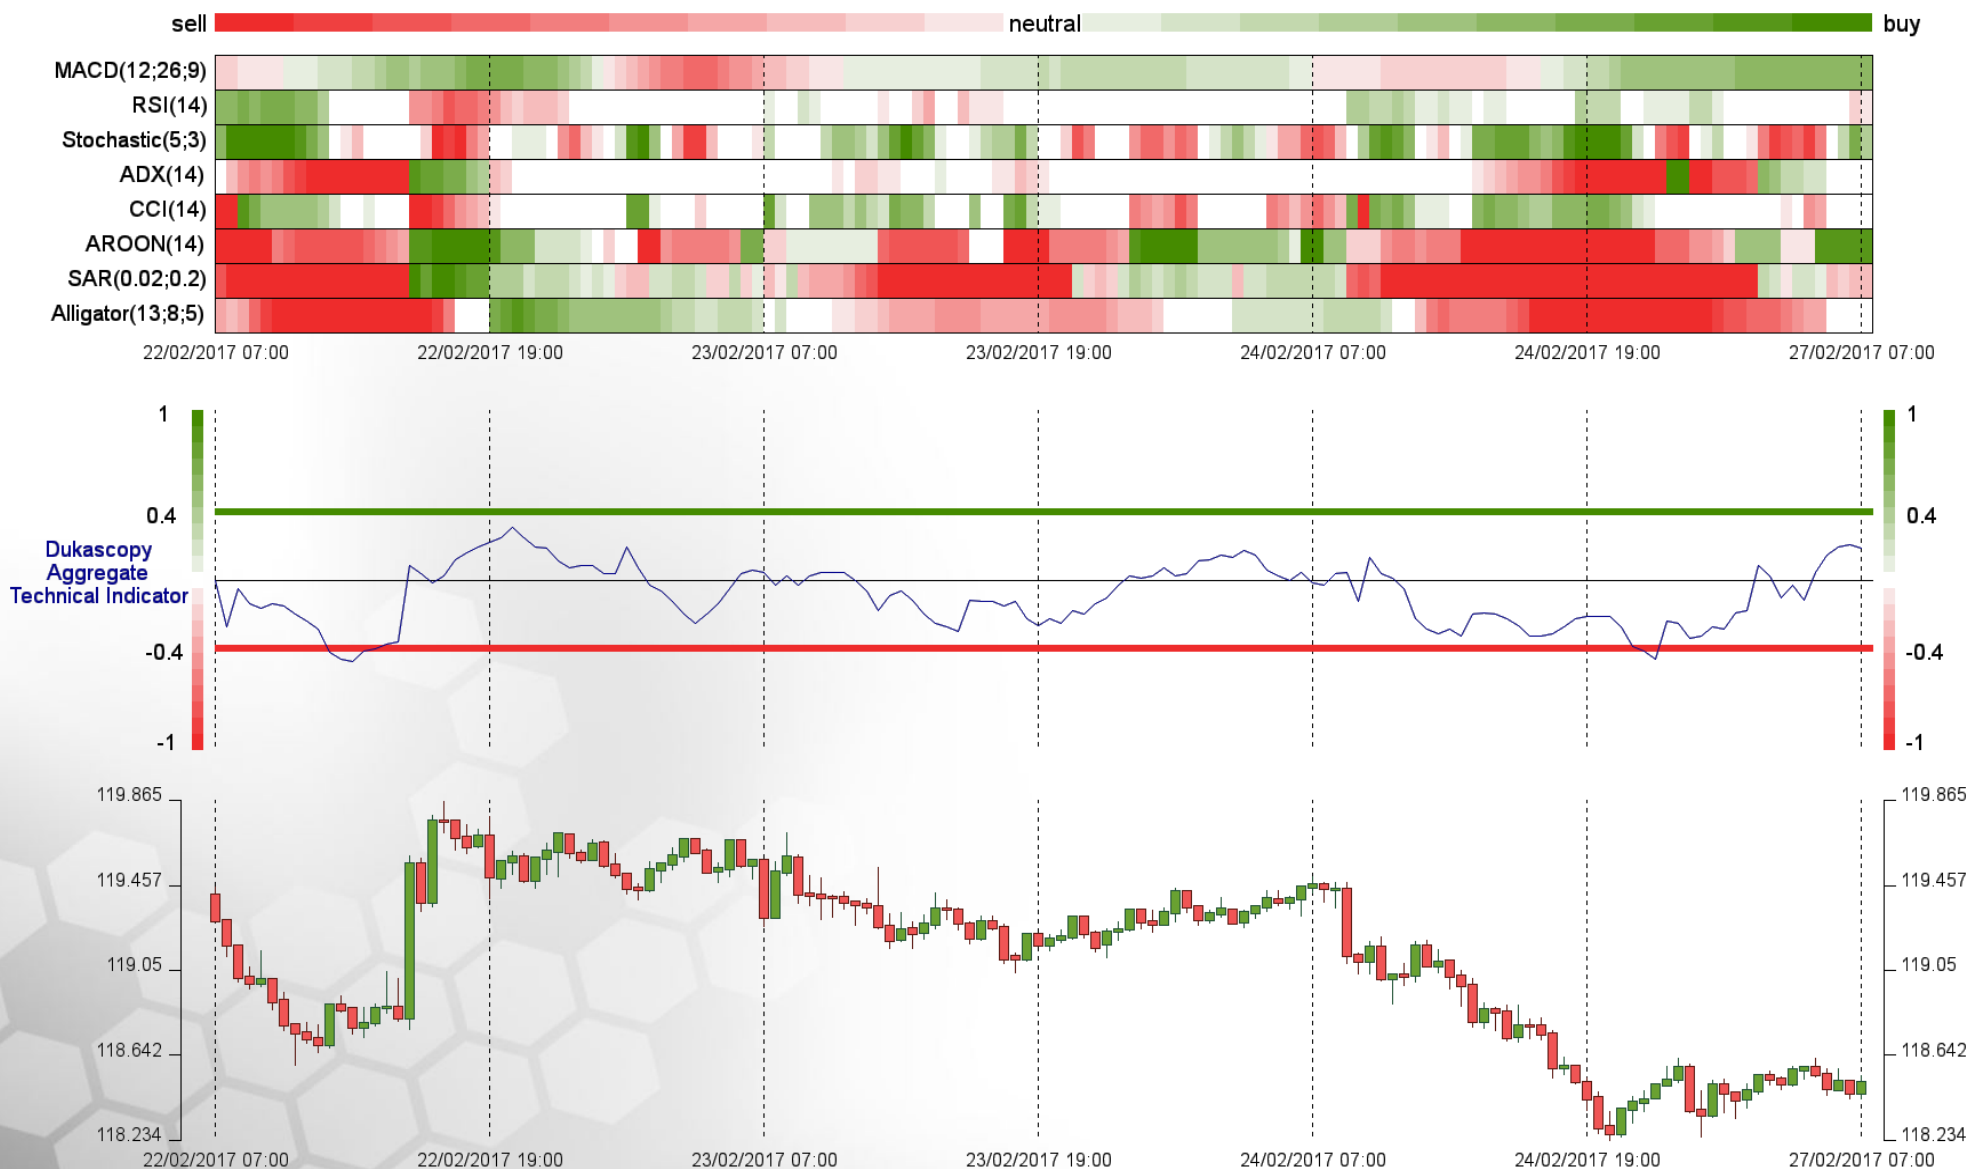 sell neutral buy
MACD(12;26;9)
RSI(14)
Stochastic(5;3)
ADX(14)
CCI(14)
AROON(14)
SAR(0.02;0.2)
Alligator(13;8;5)
22/02/2017 07:00 22/02/2017 19:00 23/02/2017 07:00 23/02/2017 19:00 24/02/2017 07:00 24/02/2017 19:00 27/02/2017 07:00
1 1
0.4 0.4
Dukascopy
Aggregate
Technical Indicator
-0.4 -0.4
-1 -1
119.865 119.865
119.457 119.457
119.05 119.05
118.642 118.642
118.234 118.234
22/02/2017 07:00 22/02/2017 19:00 23/02/2017 07:00 23/02/2017 19:00 24/02/2017 07:00 24/02/2017 19:00 27/02/2017 07:00